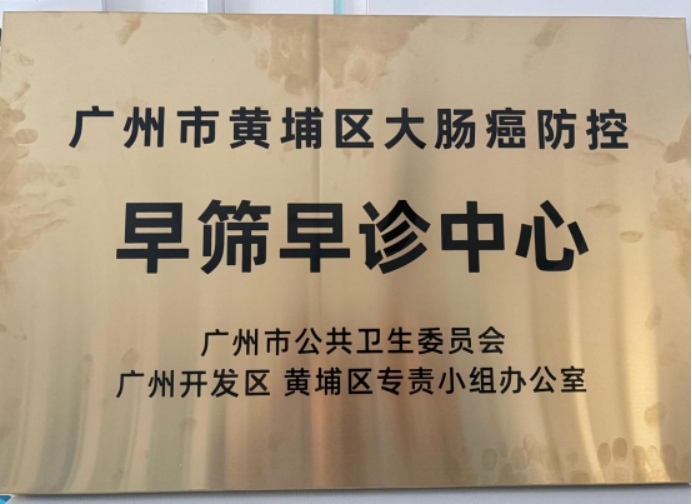 广州市黄埔区大肠癌防控
早筛早诊中心
广州市公共卫生委员会
广州开发区 黄埔区专责小组办公室